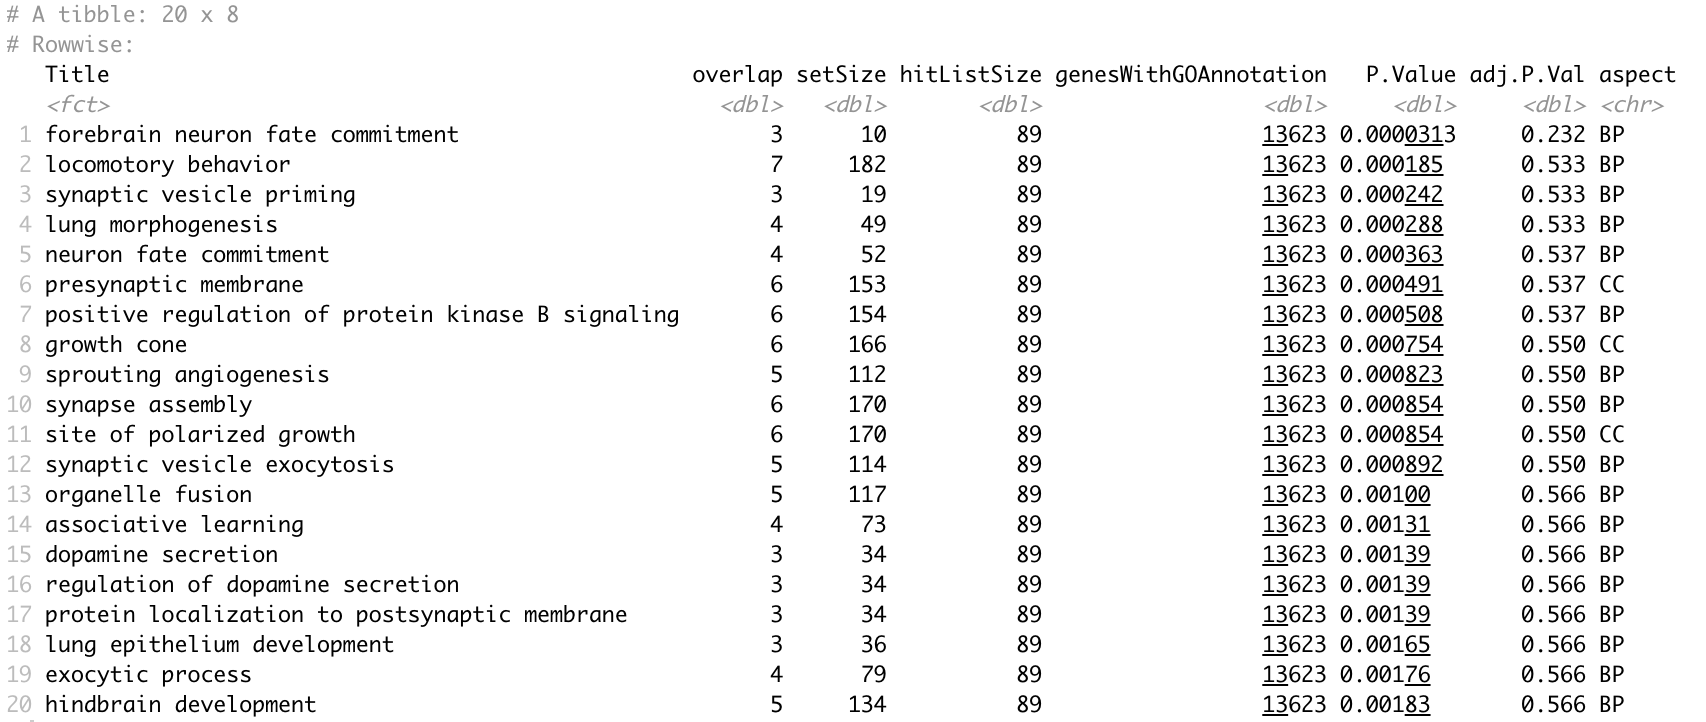 # A tibble: 20 x 8
# Rowwise:
Title overlap setSize hitListSize genesWithGOAnnotation P.Value adj.P.Val aspect
<fct> <dbl> <dbl> <dbl> <dbl> <dbl> <dbl> <chr>
1 forebrain neuron fate commitment 3 10 89 13623 0.0000313 0.232 BP
2 locomotory behavior 7 182 89 13623 0.000185 0.533 BP
3 synaptic vesicle priming 3 19 89 13623 0.000242 0.533 BP
4 lung morphogenesis 4 49 89 13623 0.000288 0.533 BP
5 neuron fate commitment 4 52 89 13623 0.000363 0.537 BP
6 presynaptic membrane 6 153 89 13623 0.000491 0.537 CC
7 positive regulation of protein kinase B signaling 6 154 89 13623 0.000508 0.537 BP
8 growth cone 6 166 89 13623 0.000754 0.550 CC
9 sprouting angiogenesis 5 112 89 13623 0.000823 0.550 BP
10 synapse assembly 6 170 89 13623 0.000854 0.550 BP
11 site of polarized growth 6 170 89 13623 0.000854 0.550 CC
12 synaptic vesicle exocytosis 5 114 89 13623 0.000892 0.550 BP
13 organelle fusion 5 117 89 13623 0.00100 0.566 BP
14 associative learning 4 73 89 13623 0.00131 0.566 BP
15 dopamine secretion 3 34 89 13623 0.00139 0.566 BP
16 regulation of dopamine secretion 3 34 89 13623 0.00139 0.566 BP
17 protein localization to postsynaptic membrane 3 34 89 13623 0.00139 0.566 BP
18 lung epithelium development 3 36 89 13623 0.00165 0.566 BP
19 exocytic process 4 79 89 13623 0.00176 0.566 BP
20 hindbrain development 5 134 89 13623 0.00183 0.566 BP